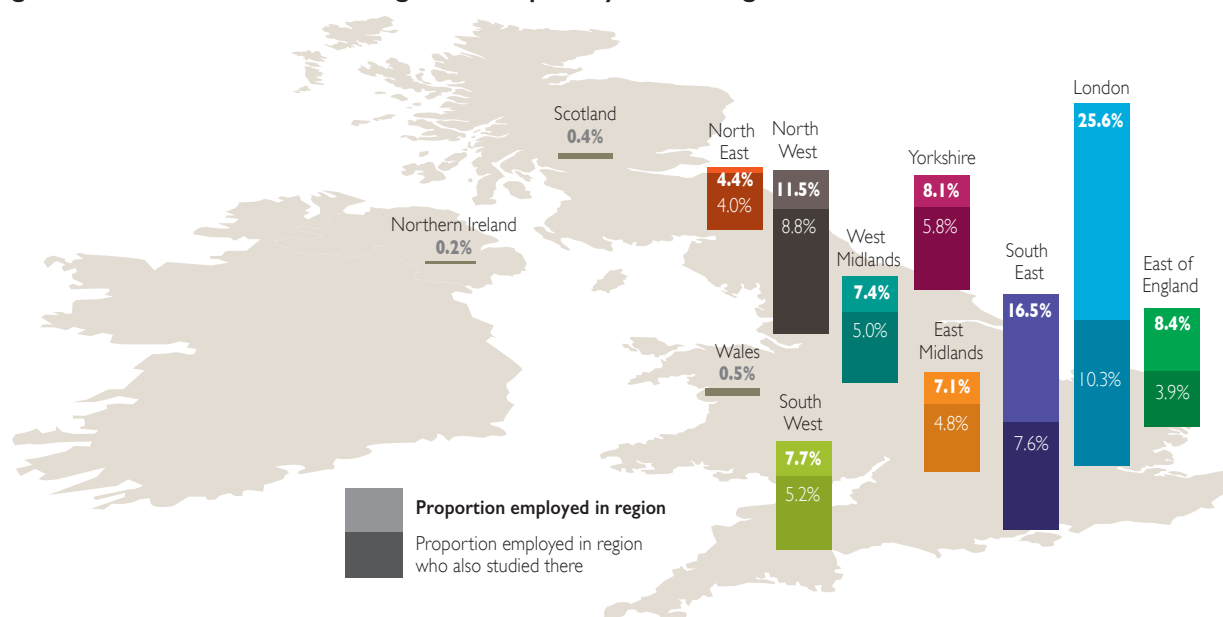 London
25.6%
10.3%
Scotland
0.4%
North
East
4.4%
4.0%
North
West
11.5%
8.8%
Yorkshire
8.1%
5.8%
Northern Ireland
0.2%
West
Midlands
7.4%
5.0%
South
East
16.5%
7.6%
East of
England
8.4%
3.9%
East
Midlands
7.1%
4.8%
Wales
0.5%
South
West
7.7%
5.2%
Proportion employed in region
Proportion employed in region
who also studied there